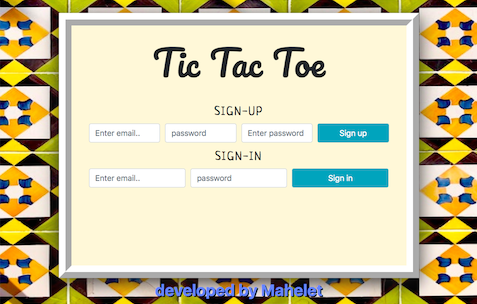 Tic Tac Toe
SIGN-UP
Enter email... password Enter password Sign up
SIGN-IN
Enter email... password Sign in
developed by Mahelet